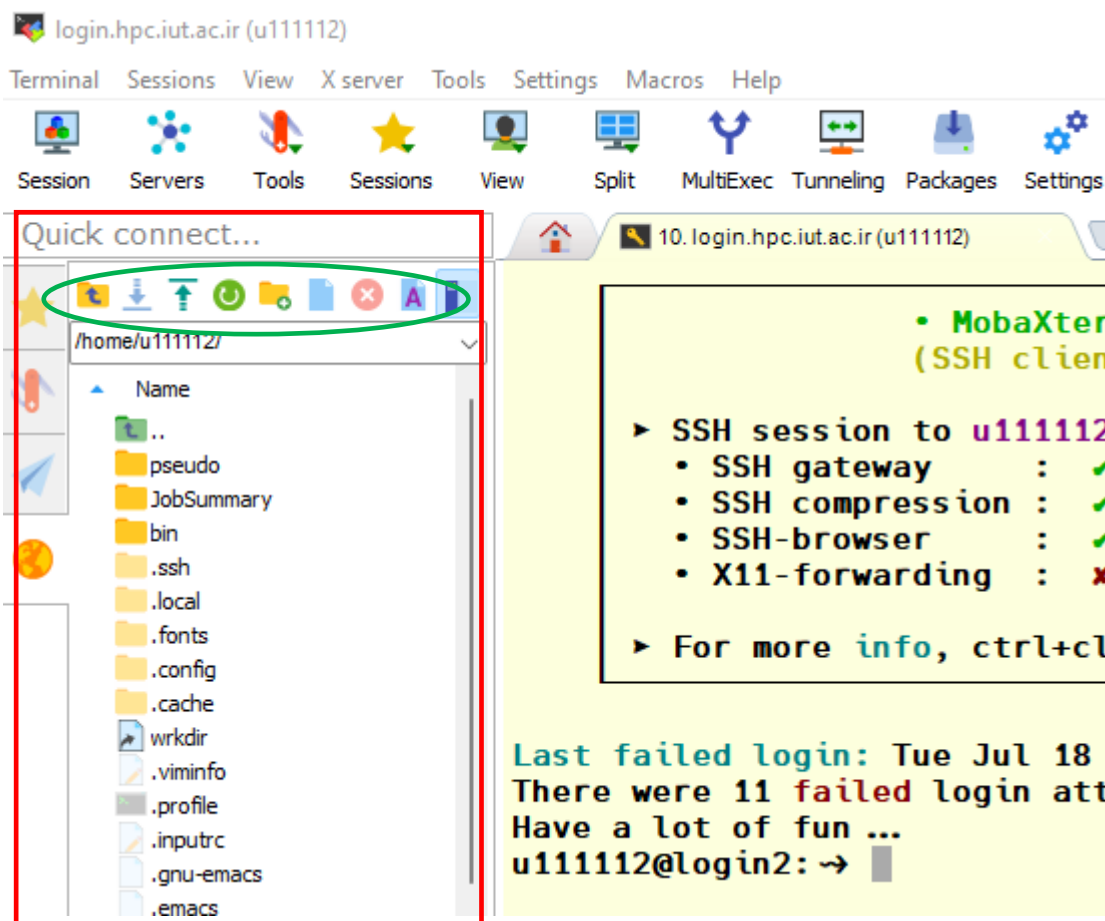 login.hpc.iut.ac.ir (u111112)
Terminal Sessions View X server Tools Settings Macros Help
Session Servers Tools Sessions View Split MultiExec Tunneling Packages Settings
Quick connect...
10. login.hpc.iut.ac.ir (u111112)
/home/u111112/
Name
..
pseudo
JobSummary
bin
.ssh
.local
.fonts
.config
.cache
wrkdir
.viminfo
.profile
.inputrc
.gnu-emacs
.emacs
• MobaXter
(SSH clien
► SSH session to u111112
• SSH gateway : ✔
• SSH compression : ✔
• SSH-browser : ✔
• X11-forwarding : ✘
► For more info, ctrl+cl
Last failed login: Tue Jul 18
There were 11 failed login att
Have a lot of fun ...
u111112@login2:⤳